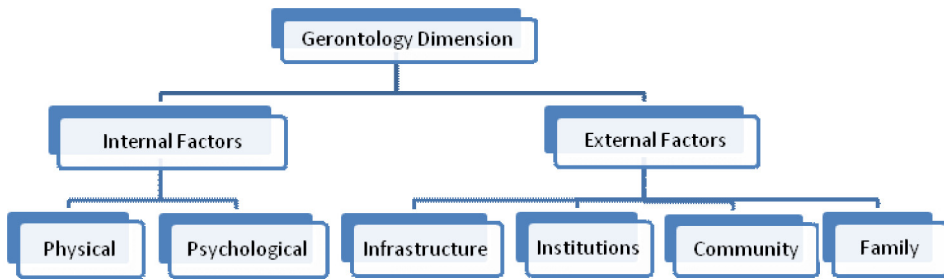 Gerontology Dimension
Internal Factors
External Factors
Physical
Psychological
Infrastructure
Institutions
Community
Family